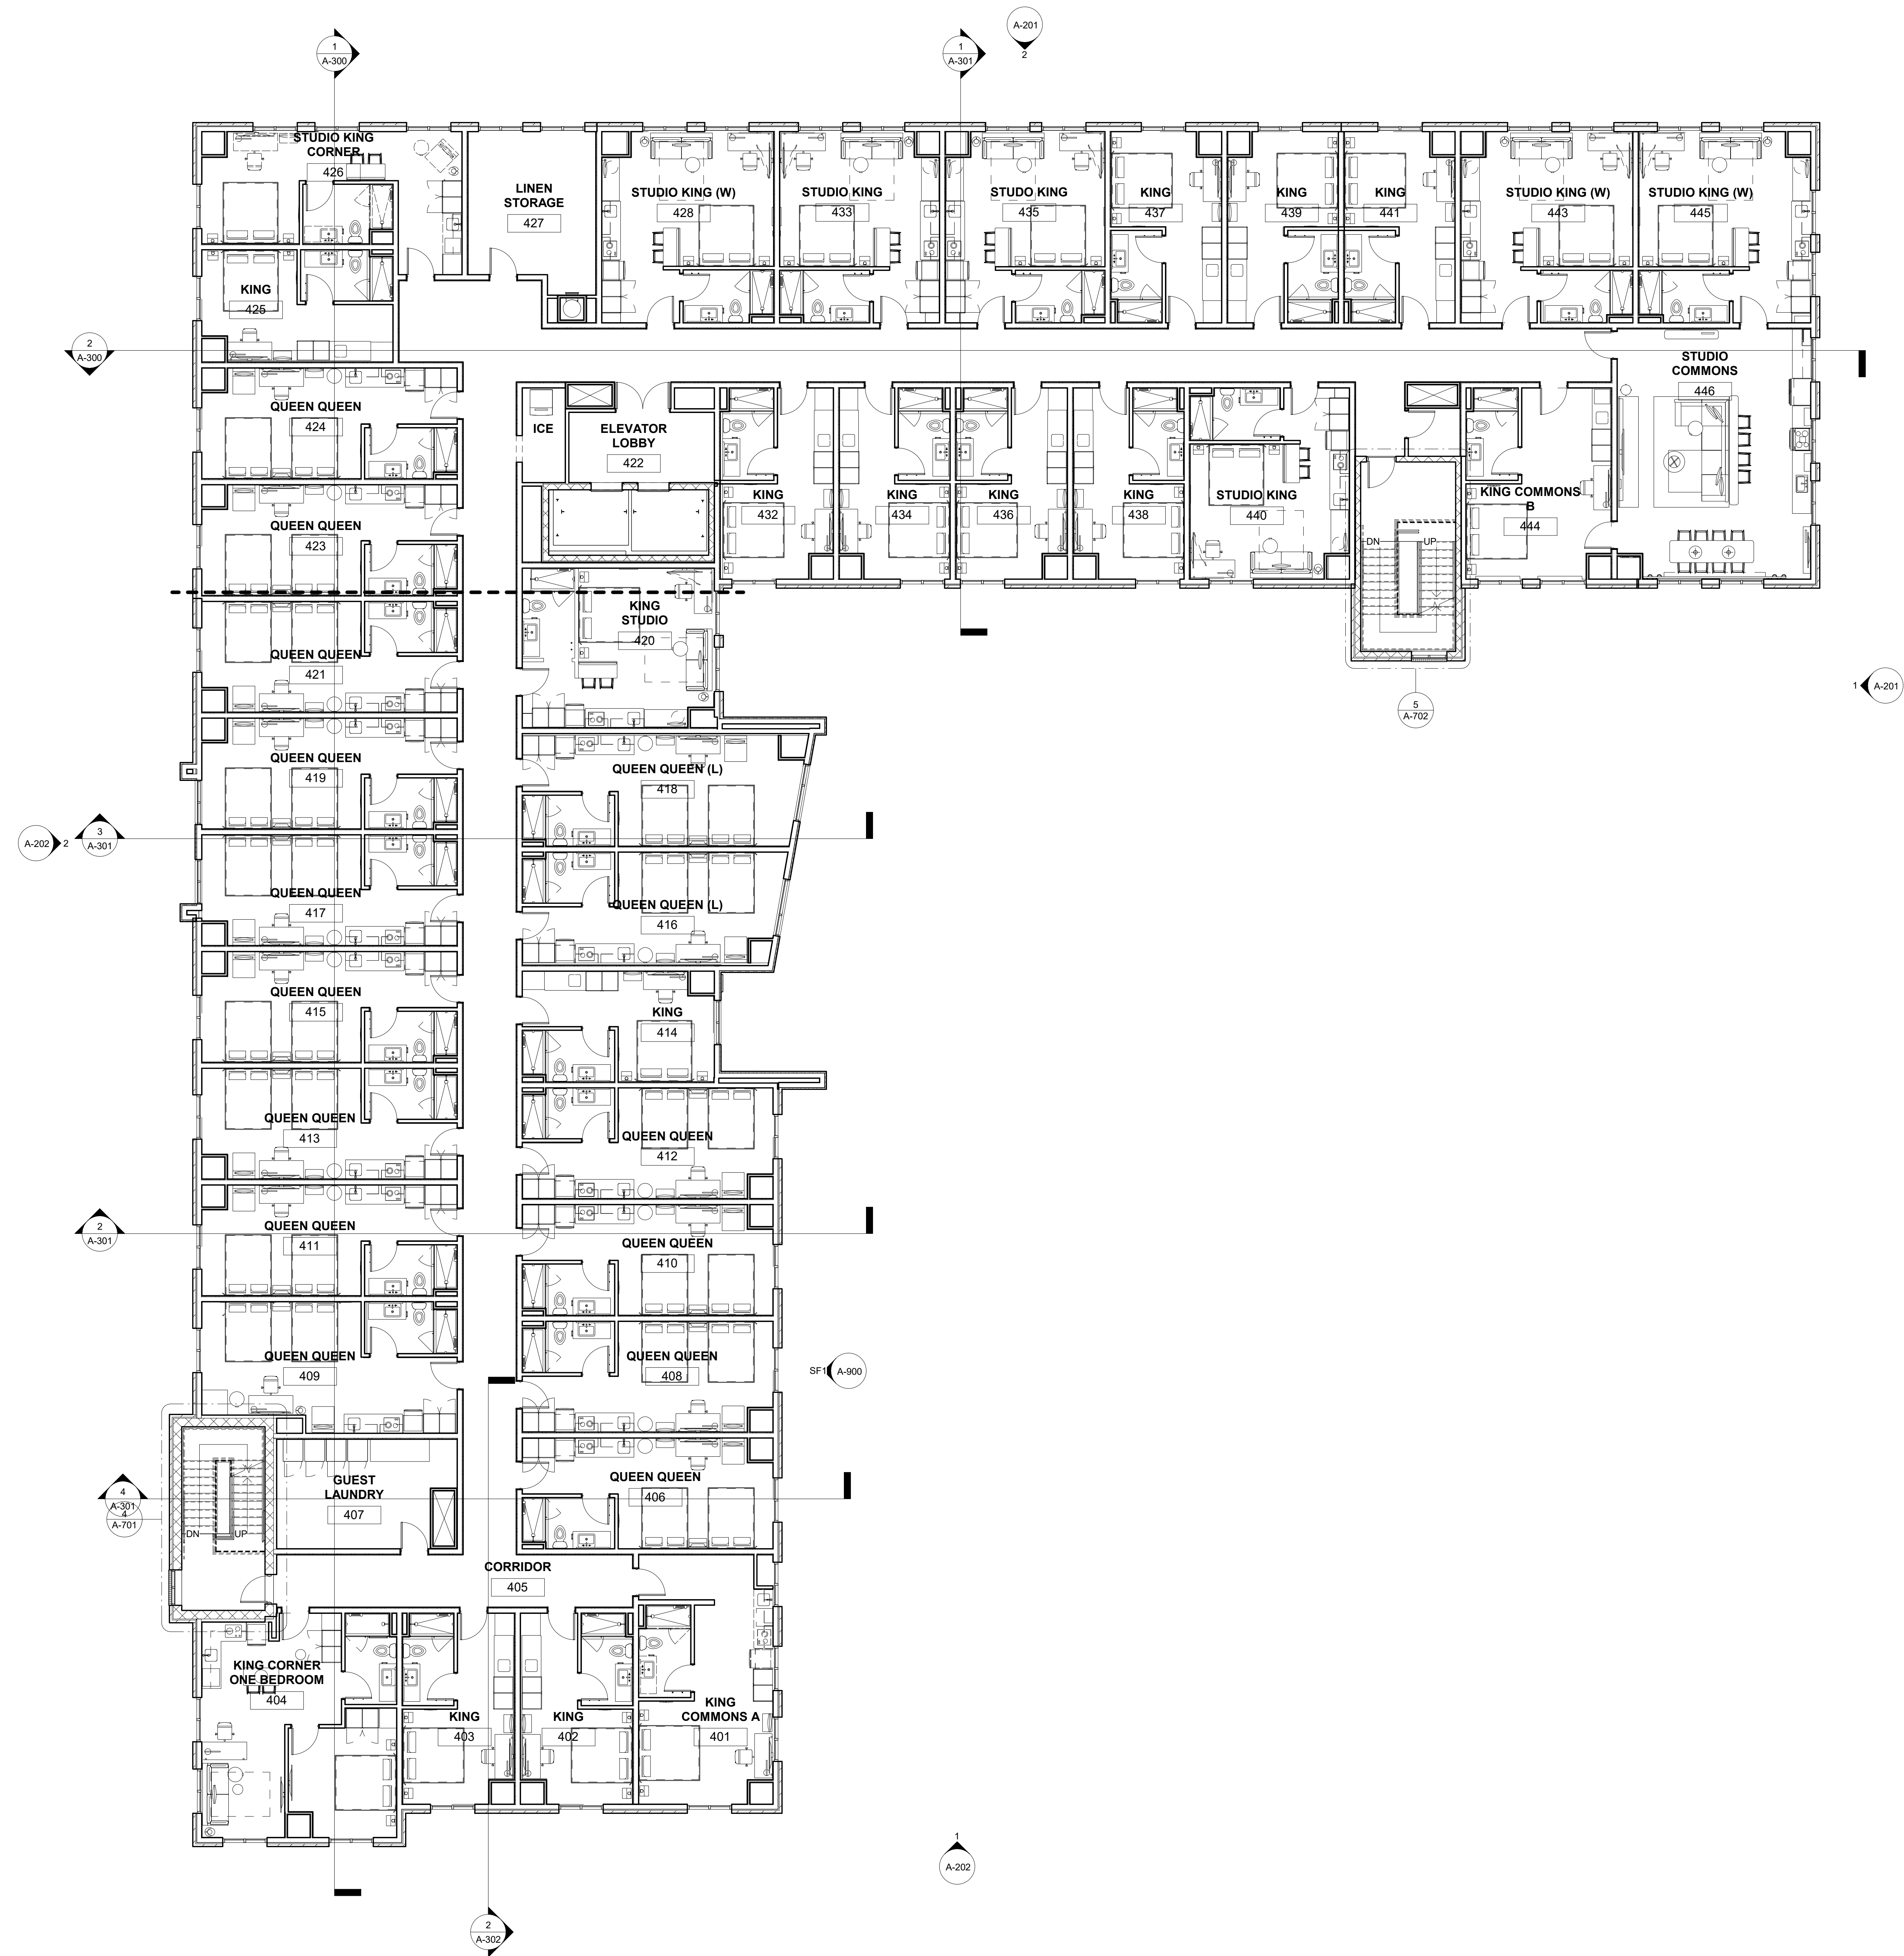 A-201
2
1
A-300
1
A-301
STUDIO KING
CORNER
426
LINEN
STORAGE
427
STUDIO KING (W)
428
STUDIO KING
433
STUDO KING
435
KING
437
KING
439
KING
441
STUDIO KING (W)
443
STUDIO KING (W)
445
KING
425
2
A-300
STUDIO
COMMONS
446
QUEEN QUEEN
424
ICE
ELEVATOR
LOBBY
422
KING
432
KING
434
KING
436
KING
438
STUDIO KING
440
DN
UP
KING COMMONS
B
444
QUEEN QUEEN
423
KING
STUDIO
420
QUEEN QUEEN
421
1
A-201
5
A-702
QUEEN QUEEN
419
QUEEN QUEEN (L)
418
A-202
2
3
A-301
QUEEN QUEEN
417
QUEEN QUEEN (L)
416
QUEEN QUEEN
415
KING
414
QUEEN QUEEN
413
QUEEN QUEEN
412
2
A-301
QUEEN QUEEN
411
QUEEN QUEEN
410
QUEEN QUEEN
409
QUEEN QUEEN
408
SF1
A-900
GUEST
LAUNDRY
407
QUEEN QUEEN
406
4
A-301
4
A-701
DN
UP
CORRIDOR
405
KING CORNER
ONE BEDROOM
404
KING
403
KING
402
KING
COMMONS A
401
1
A-202
2
A-302